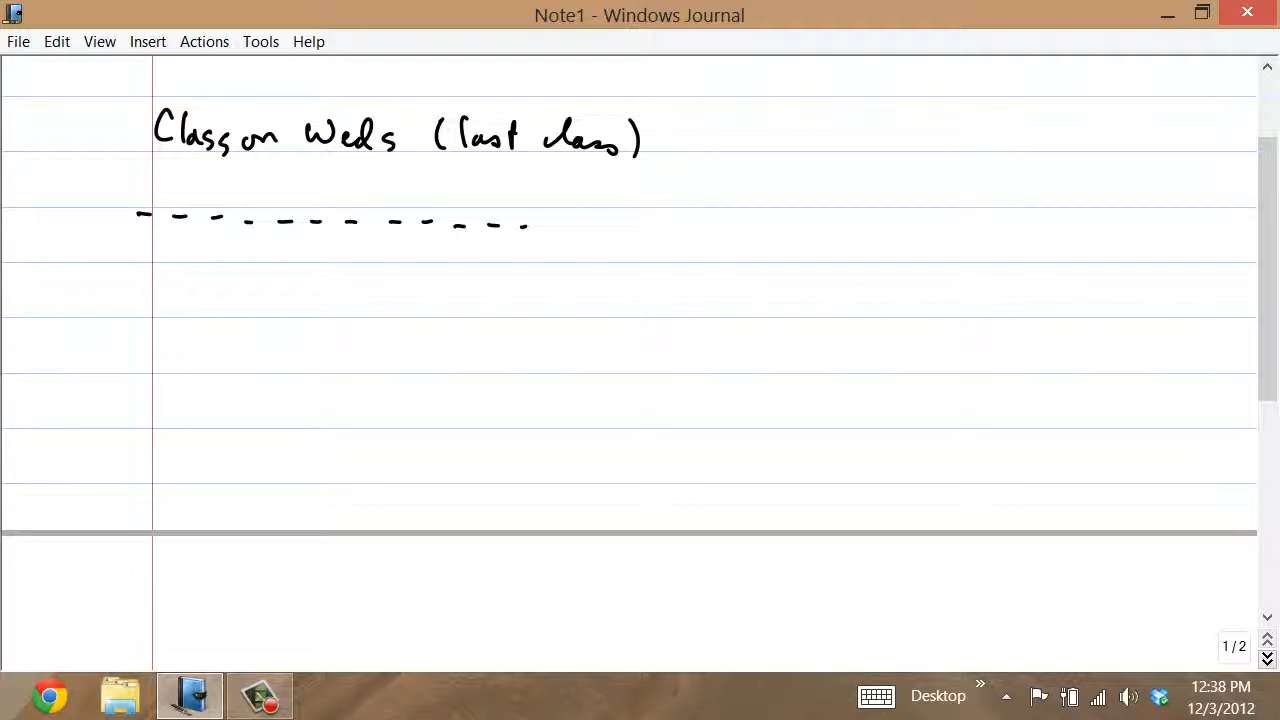 Note1 - Windows Journal
File Edit View Insert Actions Tools Help
Class on Weds (last class)
- - - - - - - - - - - -
1 / 2
Desktop
12:38 PM
12/3/2012